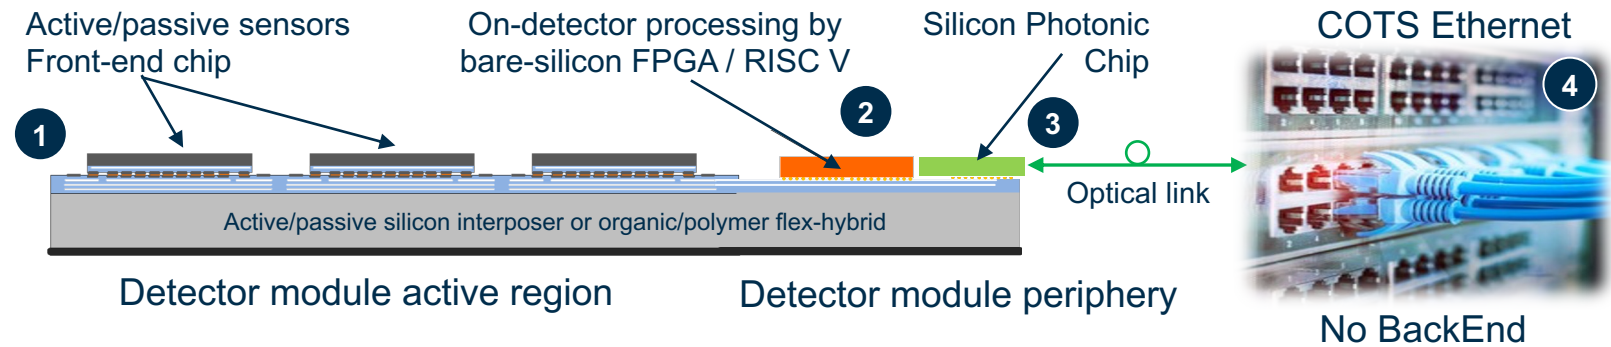 Active/passive sensors
Front-end chip
On-detector processing by
bare-silicon FPGA / RISC V
Silicon Photonic
Chip
COTS Ethernet
1
2
3
4
Optical link
Active/passive silicon interposer or organic/polymer flex-hybrid
Detector module active region
Detector module periphery
No BackEnd